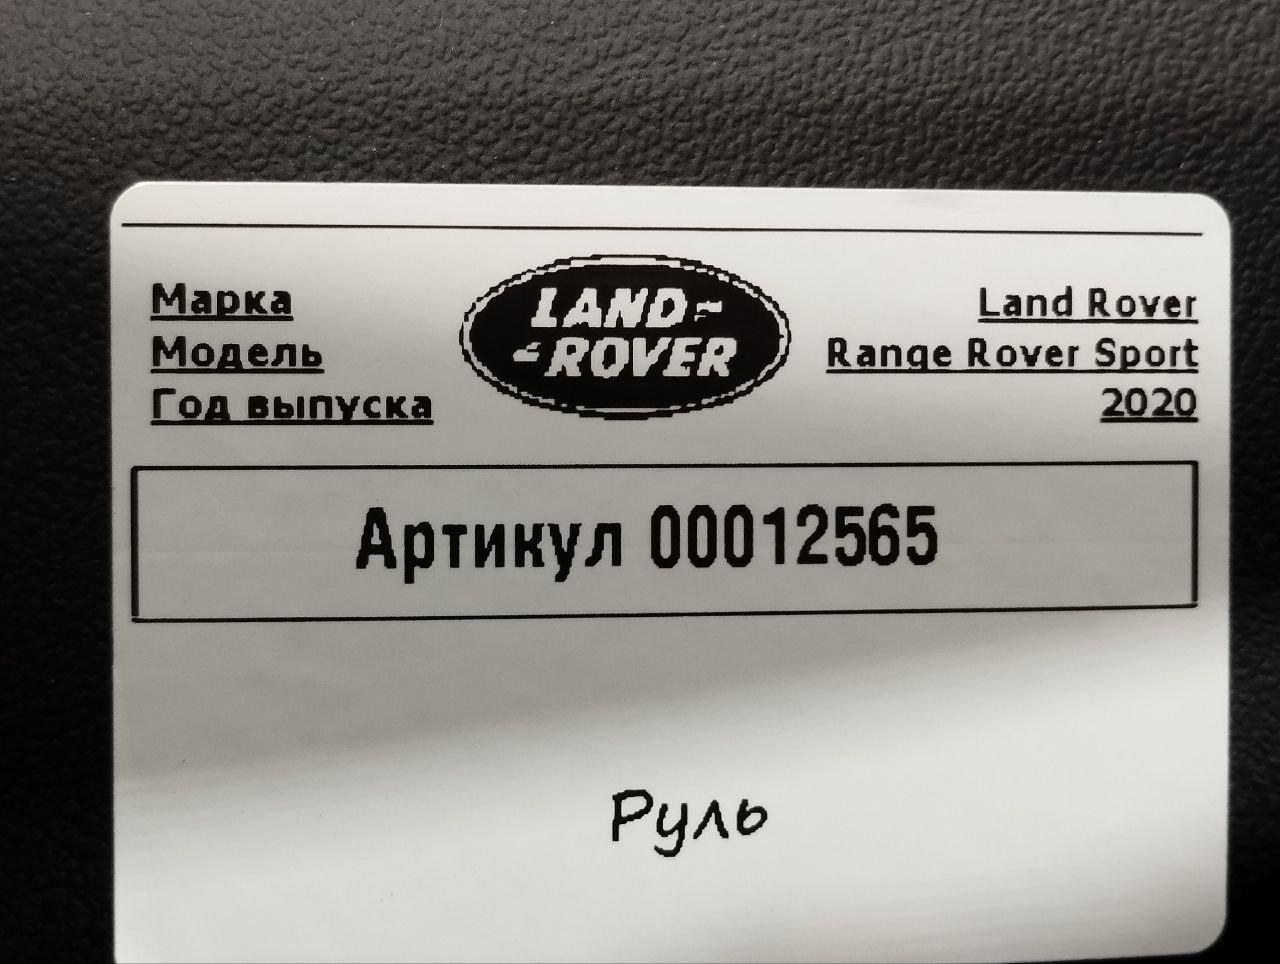 Марка
Модель
Год выпуска
LAND
ROVER
Land Rover
Range Rover Sport
2020
Артикул 00012565
Руль